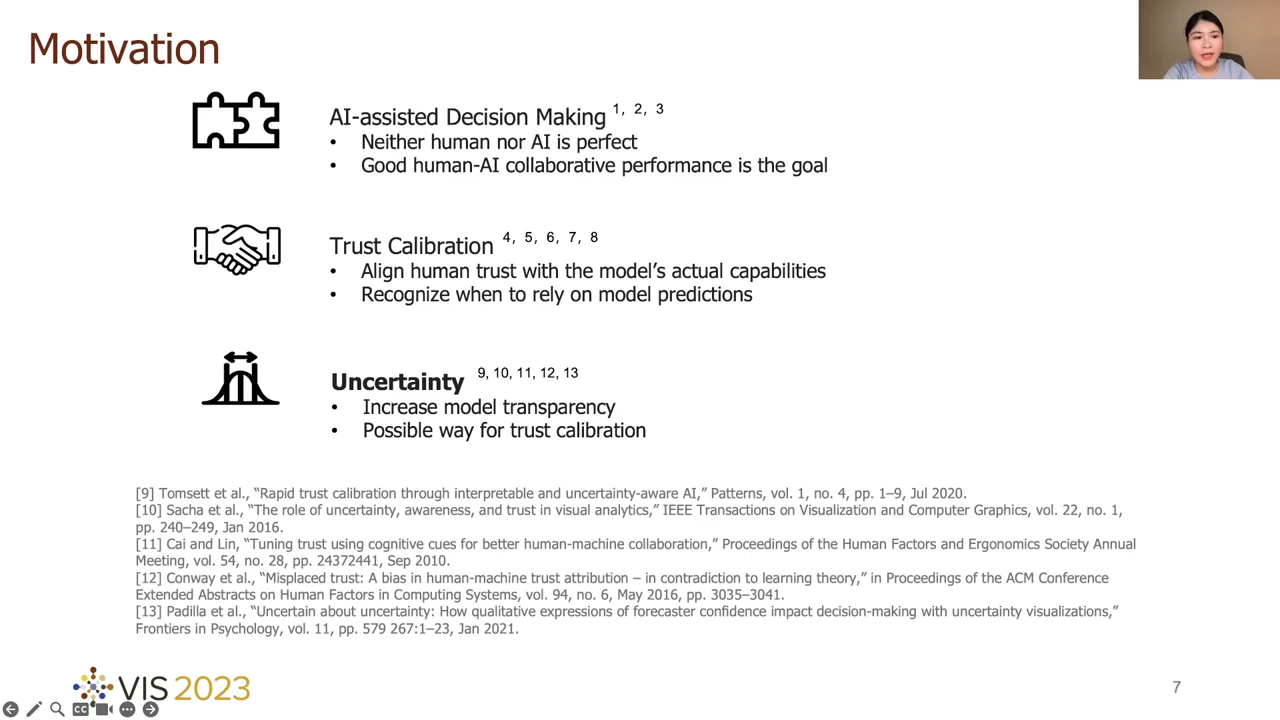 Motivation
AI-assisted Decision Making 1, 2, 3
• Neither human nor AI is perfect
• Good human-AI collaborative performance is the goal
Trust Calibration 4, 5, 6, 7, 8
• Align human trust with the model’s actual capabilities
• Recognize when to rely on model predictions
Uncertainty 9, 10, 11, 12, 13
• Increase model transparency
• Possible way for trust calibration
[9] Tomsett et al., “Rapid trust calibration through interpretable and uncertainty-aware AI,” Patterns, vol. 1, no. 4, pp. 1–9, Jul 2020.
[10] Sacha et al., “The role of uncertainty, awareness, and trust in visual analytics,” IEEE Transactions on Visualization and Computer Graphics, vol. 22, no. 1,
pp. 240–249, Jan 2016.
[11] Cai and Lin, “Tuning trust using cognitive cues for better human-machine collaboration,” Proceedings of the Human Factors and Ergonomics Society Annual
Meeting, vol. 54, no. 28, pp. 24372441, Sep 2010.
[12] Conway et al., “Misplaced trust: A bias in human-machine trust attribution – in contradiction to learning theory,” in Proceedings of the ACM Conference
Extended Abstracts on Human Factors in Computing Systems, vol. 94, no. 6, May 2016, pp. 3035–3041.
[13] Padilla et al., “Uncertain about uncertainty: How qualitative expressions of forecaster confidence impact decision-making with uncertainty visualizations,”
Frontiers in Psychology, vol. 11, pp. 579 267:1–23, Jan 2021.
VIS 2023
7
CC